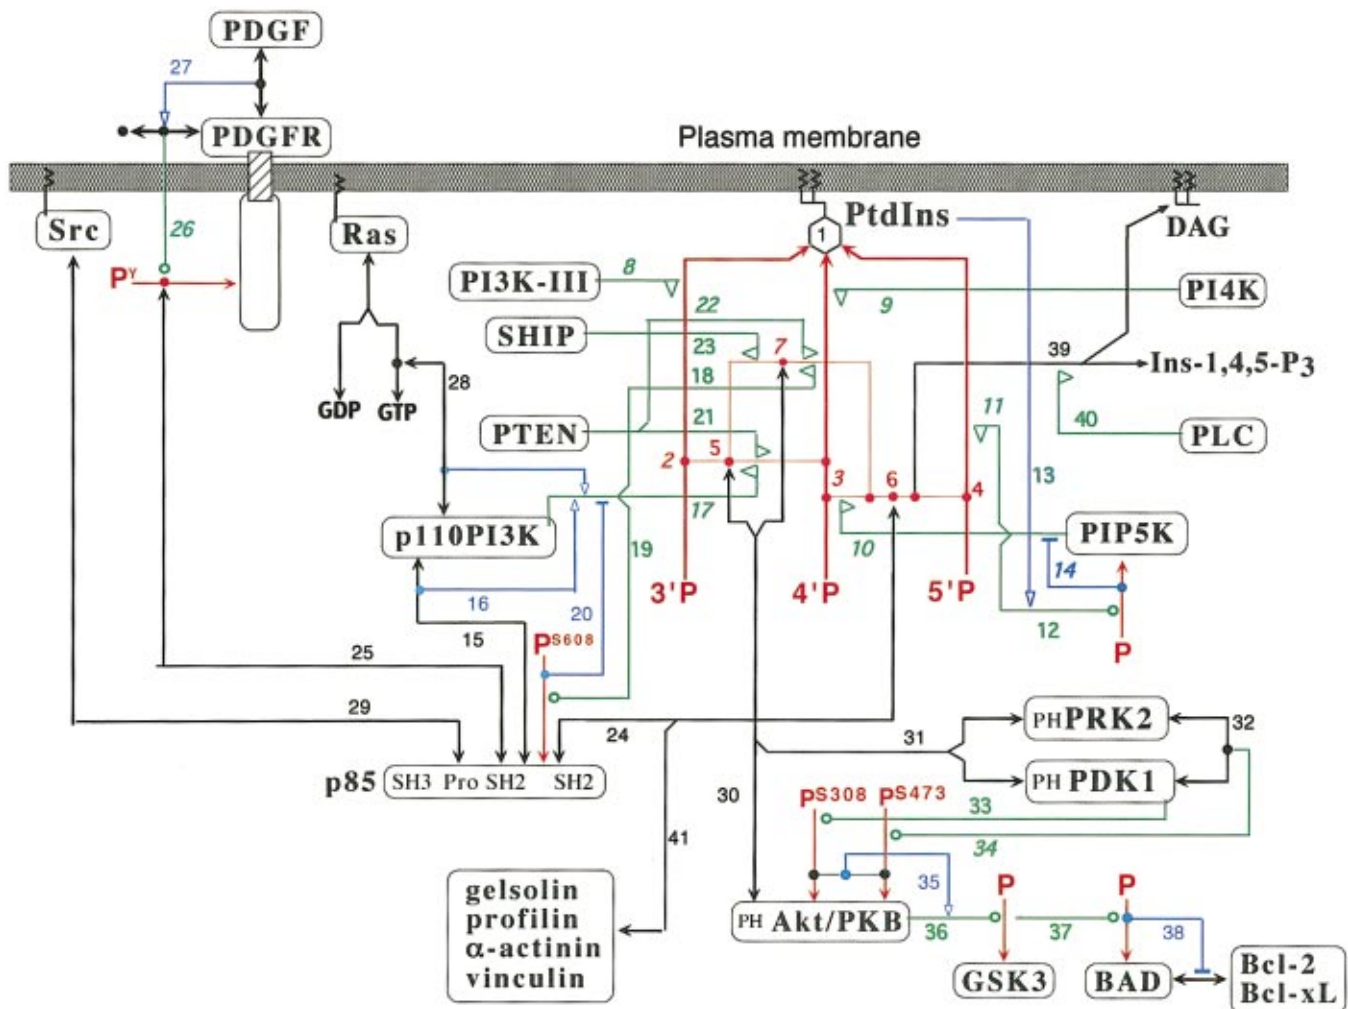 PDGF
27
PDGFR
Plasma membrane
Src
26
Ras
1
PtdIns
DAG
P Y
PI3K-III
8
9
PI4K
SHIP
22
23
7
39
Ins-1,4,5-P3
28
18
GDP
GTP
PTEN
21
5
11
40
PLC
2
3
6
4
13
17
p110PI3K
19
10
PIP5K
14
16
20
3'P
4'P
5'P
12
15
P S608
P
25
29
24
31
PH PRK2
32
p85
SH3 Pro SH2 SH2
PH PDK1
30
P S308
P S473
33
34
41
35
P
P
gelsolin
profilin
α-actinin
vinculin
PH Akt/PKB
36
37
38
GSK3
BAD
Bcl-2
Bcl-xL